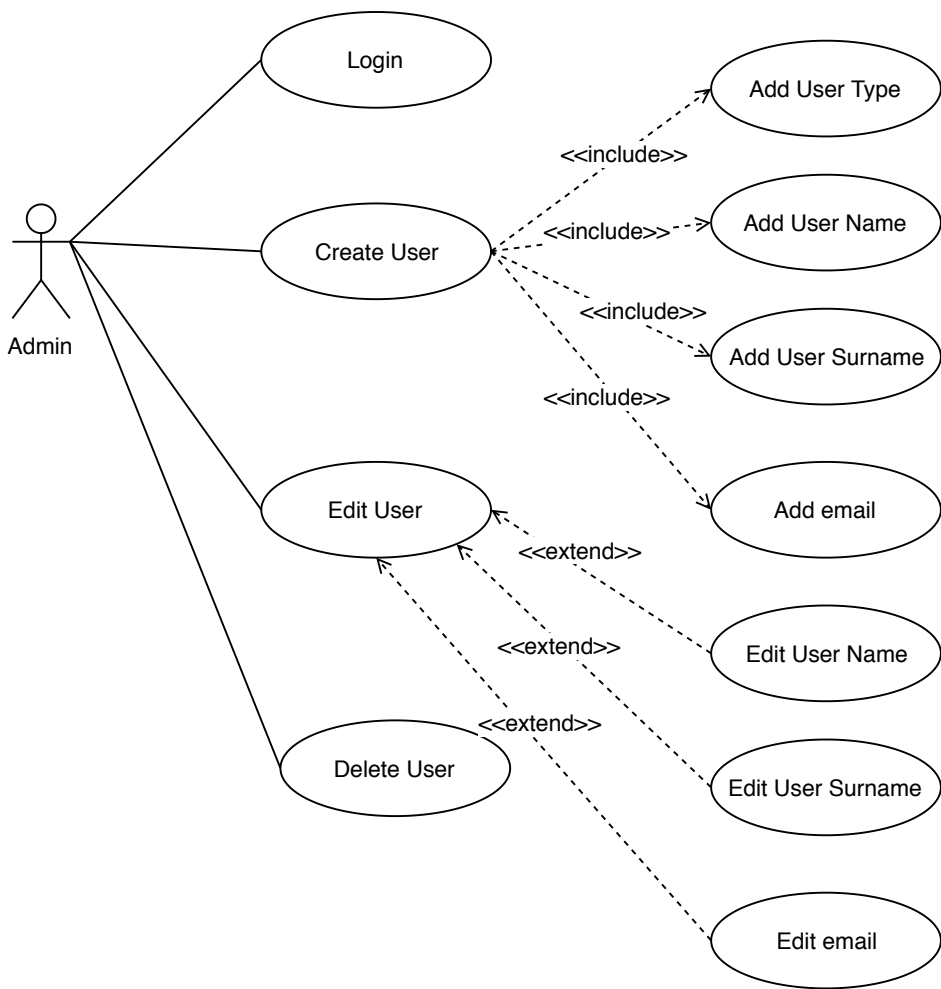 Login
Add User Type
<<include>>
Add User Name
<<include>>
Create User
<<include>>
Admin
Add User Surname
<<include>>
Edit User
Add email
<<extend>>
<<extend>>
Edit User Name
<<extend>>
Delete User
Edit User Surname
Edit email